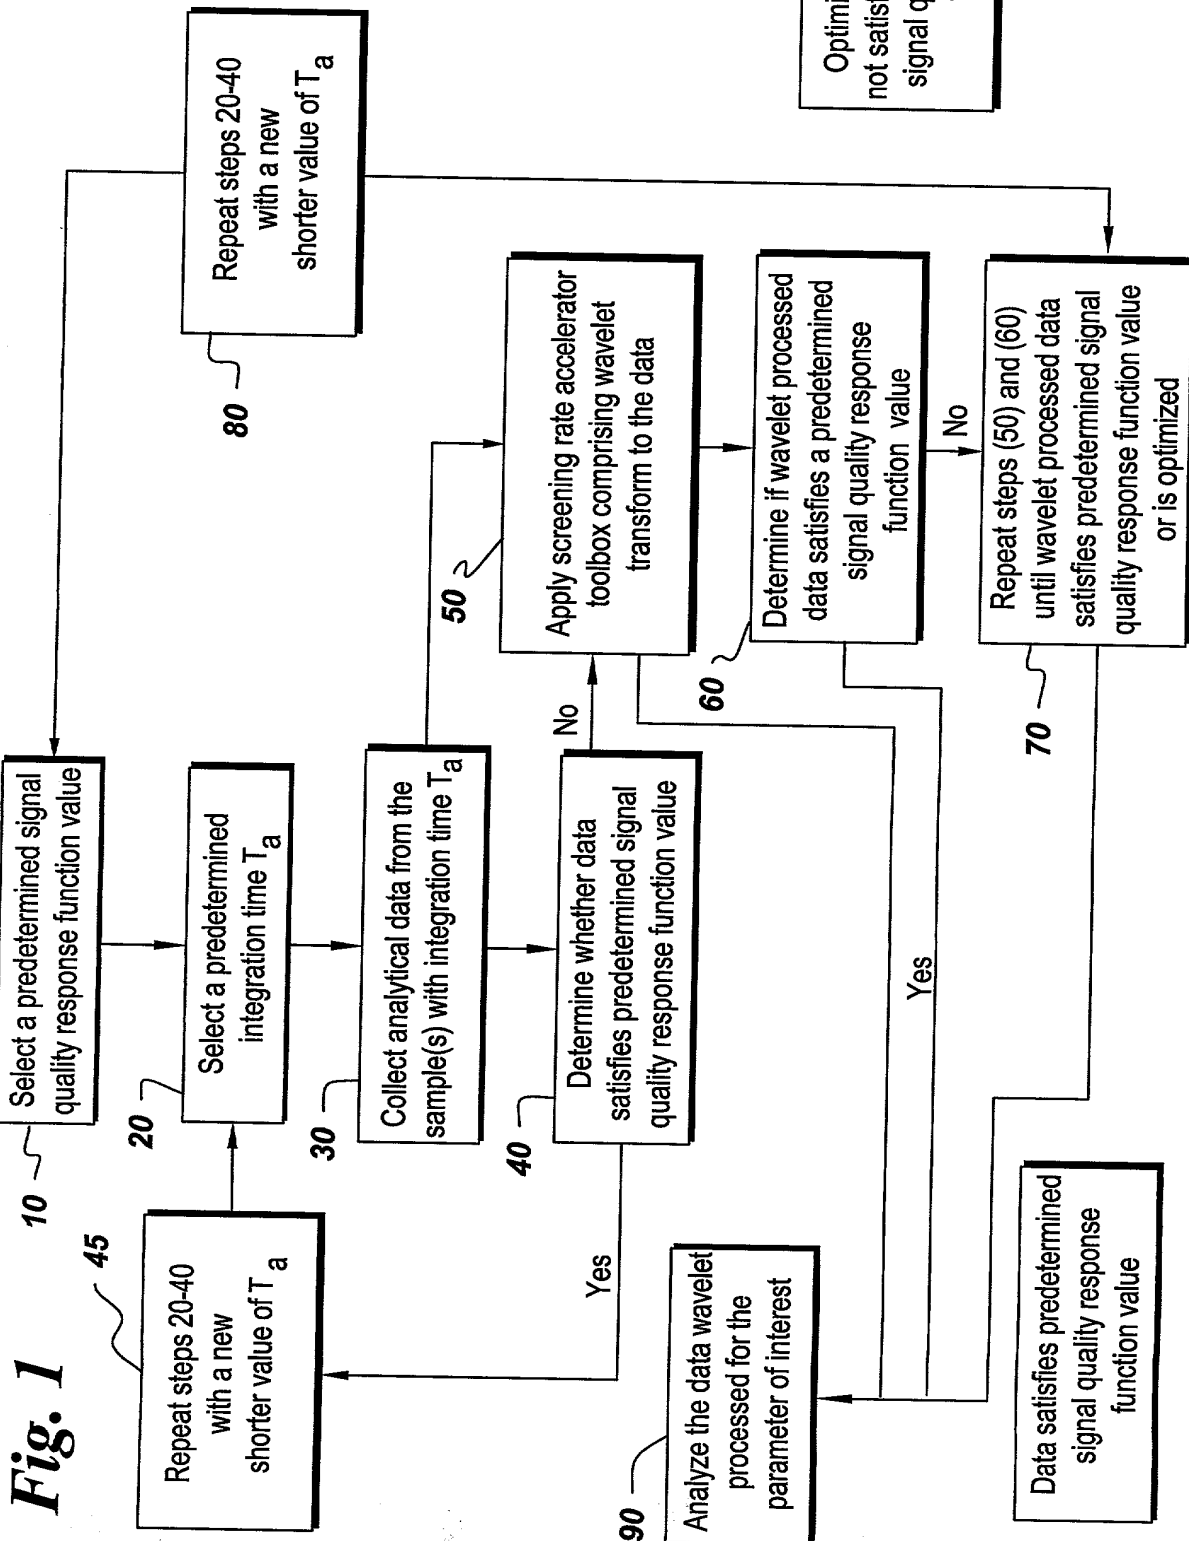 Fig. 1
10
Select a predetermined signal
quality response function value
20
Select a predetermined
integration time Ta
30
Collect analytical data from the
sample(s) with integration time Ta
40
Determine whether data
satisfies predetermined signal
quality response function value
Yes
No
45
Repeat steps 20-40
with a new
shorter value of Ta
50
Apply screening rate accelerator
toolbox comprising wavelet
transform to the data
60
Determine if wavelet processed
data satisfies a predetermined
signal quality response
function value
Yes
No
70
Repeat steps (50) and (60)
until wavelet processed data
satisfies predetermined signal
quality response function value
or is optimized
80
Repeat steps 20-40
with a new
shorter value of Ta
90
Analyze the data wavelet
processed for the
parameter of interest
Data satisfies predetermined
signal quality response
function value
not
signal